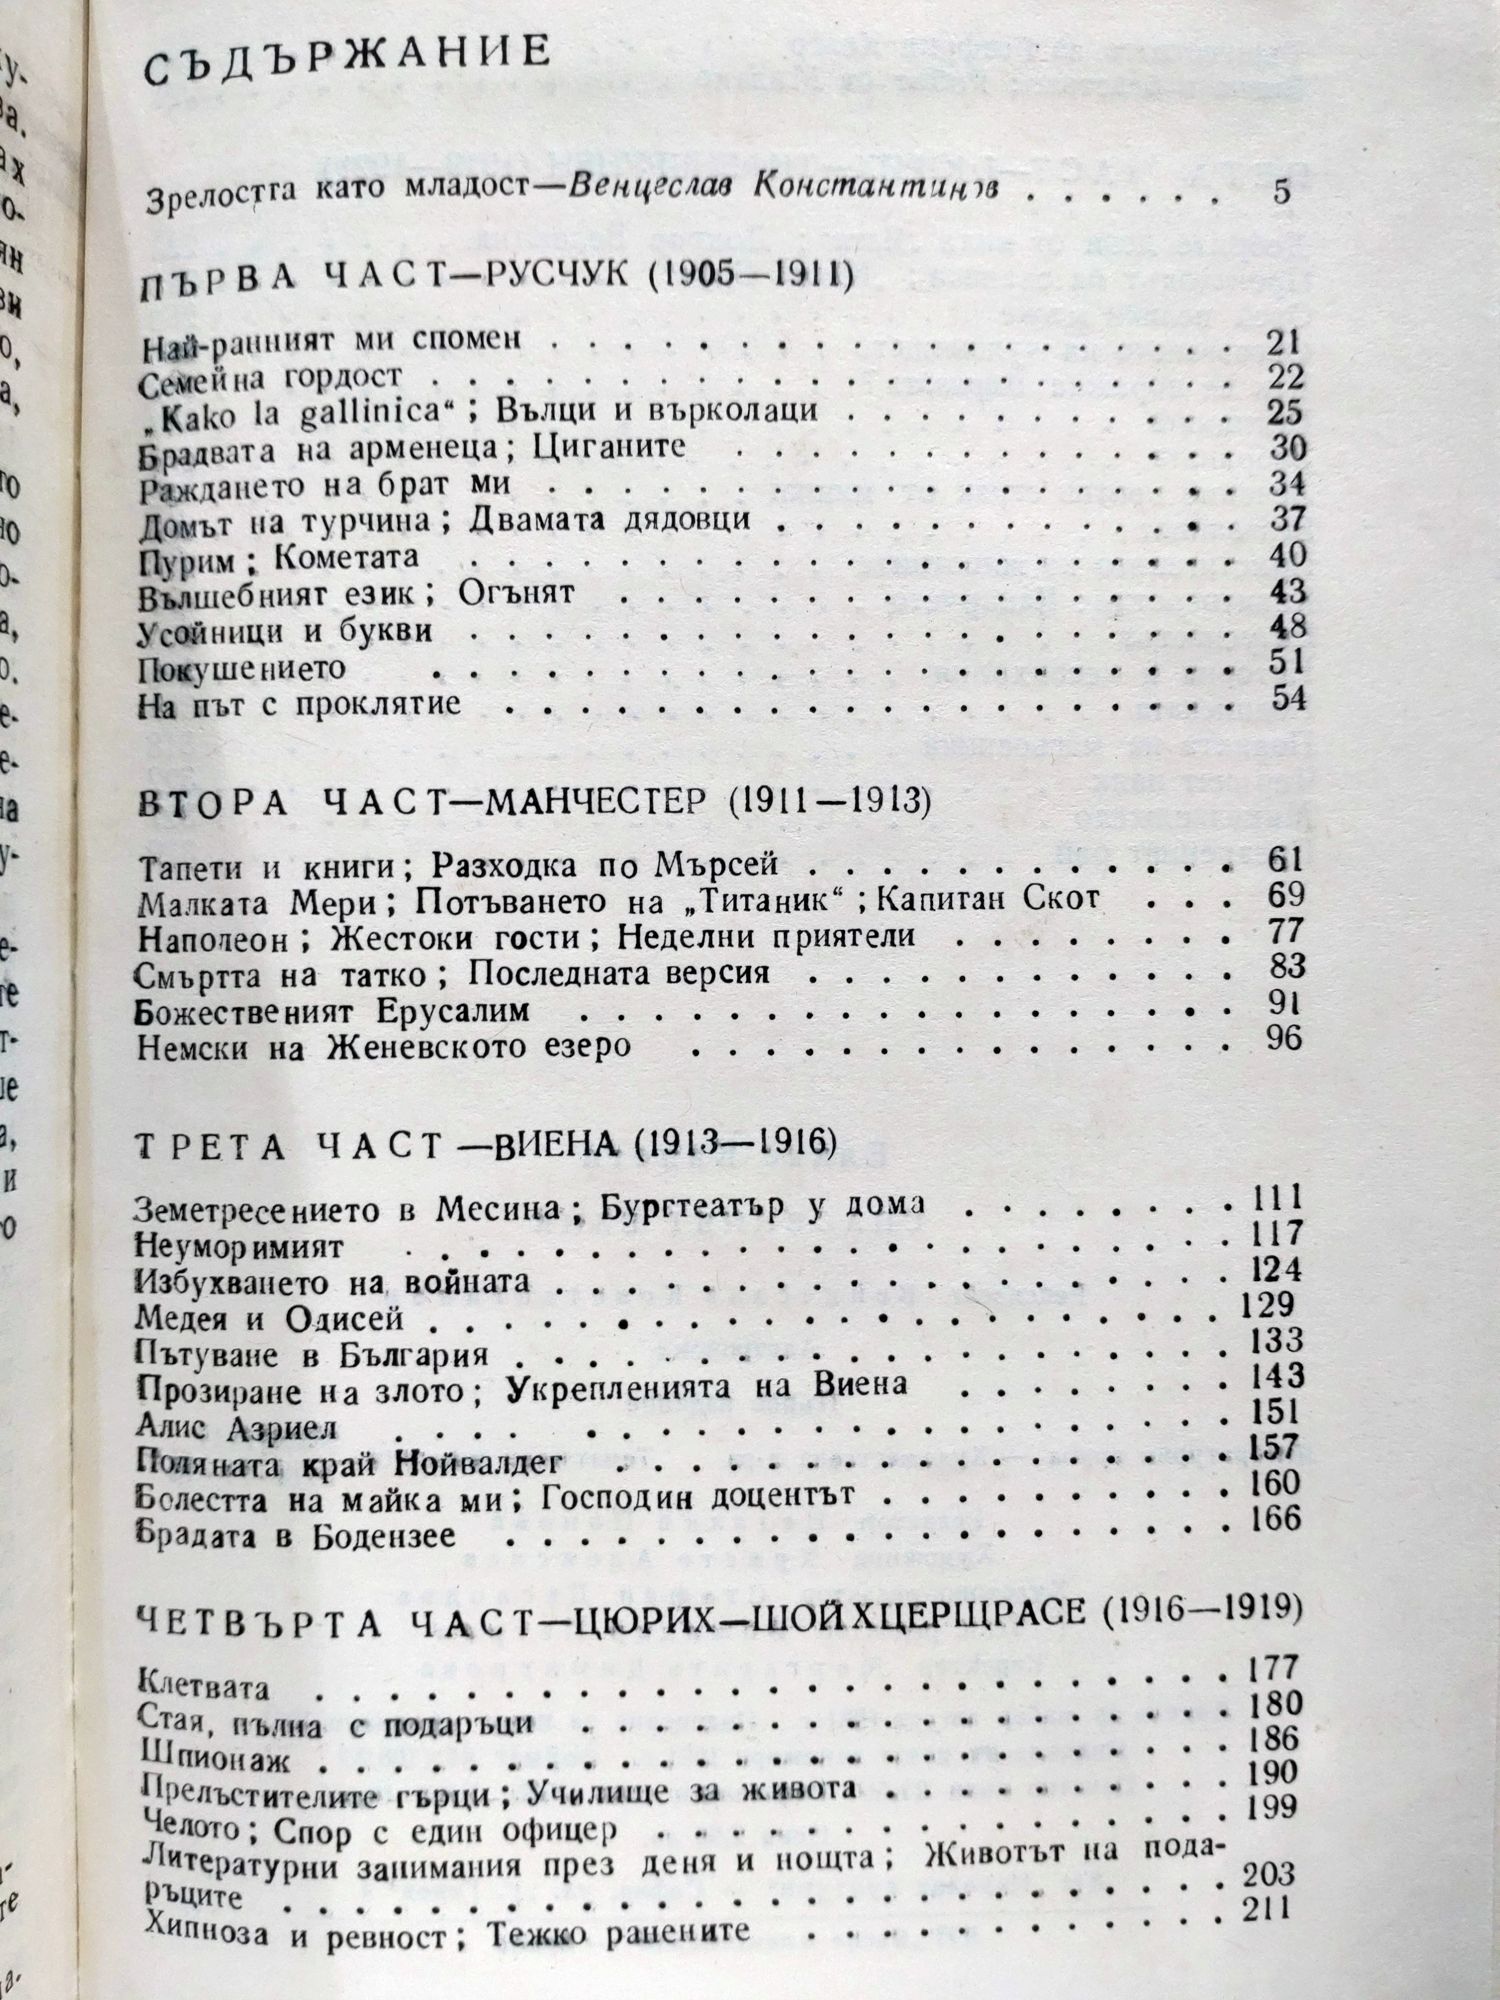 СЪДЪРЖАНИЕ
Зрелостта като младост—Венцеслав Константинов . . . . . . 5
ПЪРВА ЧАСТ—РУСЧУК (1905—1911)
Най-ранният ми спомен . . . . . . . . . . . . . . . . . . 21
Семейна гордост . . . . . . . . . . . . . . . . . . . . . 22
„Kako la gallinica“; Вълци и върколаци . . . . . . . . . . 25
Брадвата на арменеца; Циганите . . . . . . . . . . . . . 30
Раждането на брат ми . . . . . . . . . . . . . . . . . . 34
Домът на турчина; Двамата дядовци . . . . . . . . . . . . 37
Пурим; Кометата . . . . . . . . . . . . . . . . . . . . 40
Вълшебният език; Огънят . . . . . . . . . . . . . . . . 43
Усойници и букви . . . . . . . . . . . . . . . . . . . . 48
Покушението . . . . . . . . . . . . . . . . . . . . . 51
На път с проклятие . . . . . . . . . . . . . . . . . . . 54
ВТОРА ЧАСТ—МАНЧЕСТЕР (1911—1913)
Тапети и книги; Разходка по Мърсей . . . . . . . . . . . 61
Малката Мери; Потъването на „Титаник“; Капитан Скот . . . 69
Наполеон; Жестоки гости; Неделни приятели . . . . . . . . 77
Смъртта на татко; Последната версия . . . . . . . . . . . 83
Божественият Ерусалим . . . . . . . . . . . . . . . . . . 91
Немски на Женевското езеро . . . . . . . . . . . . . . . 96
ТРЕТА ЧАСТ—ВИЕНА (1913—1916)
Земетресението в Месина; Бургтеатър у дома . . . . . . . . 111
Неуморимият . . . . . . . . . . . . . . . . . . . . . . 117
Избухването на войната . . . . . . . . . . . . . . . . . . 124
Медея и Одисей . . . . . . . . . . . . . . . . . . . . . 129
Пътуване в България . . . . . . . . . . . . . . . . . . . 133
Прозиране на злото; Укрепленията на Виена . . . . . . . . 143
Алис Азриел . . . . . . . . . . . . . . . . . . . . . 151
Поляната край Нойвалдег . . . . . . . . . . . . . . . . 157
Болестта на майка ми; Господин доцентът . . . . . . . . . 160
Брадата в Бодензее . . . . . . . . . . . . . . . . . . . 166
ЧЕТВЪРТА ЧАСТ—ЦЮРИХ—ШОЙХЦЕРЩРАСЕ (1916—1919)
Клетвата . . . . . . . . . . . . . . . . . . . . . . . . 177
Стая, пълна с подаръци . . . . . . . . . . . . . . . . . 180
Шпионаж . . . . . . . . . . . . . . . . . . . . . . . . 186
Прелъстителите гърци; Училище за живота . . . . . . . . . 190
Челото; Спор с един офицер . . . . . . . . . . . . . . . 199
Литературни занимания през деня и нощта; Животът на пода-
ръците . . . . . . . . . . . . . . . . . . . . . . . . . 203
Хипноза и ревност; Тежко ранените . . . . . . . . . . . . 211